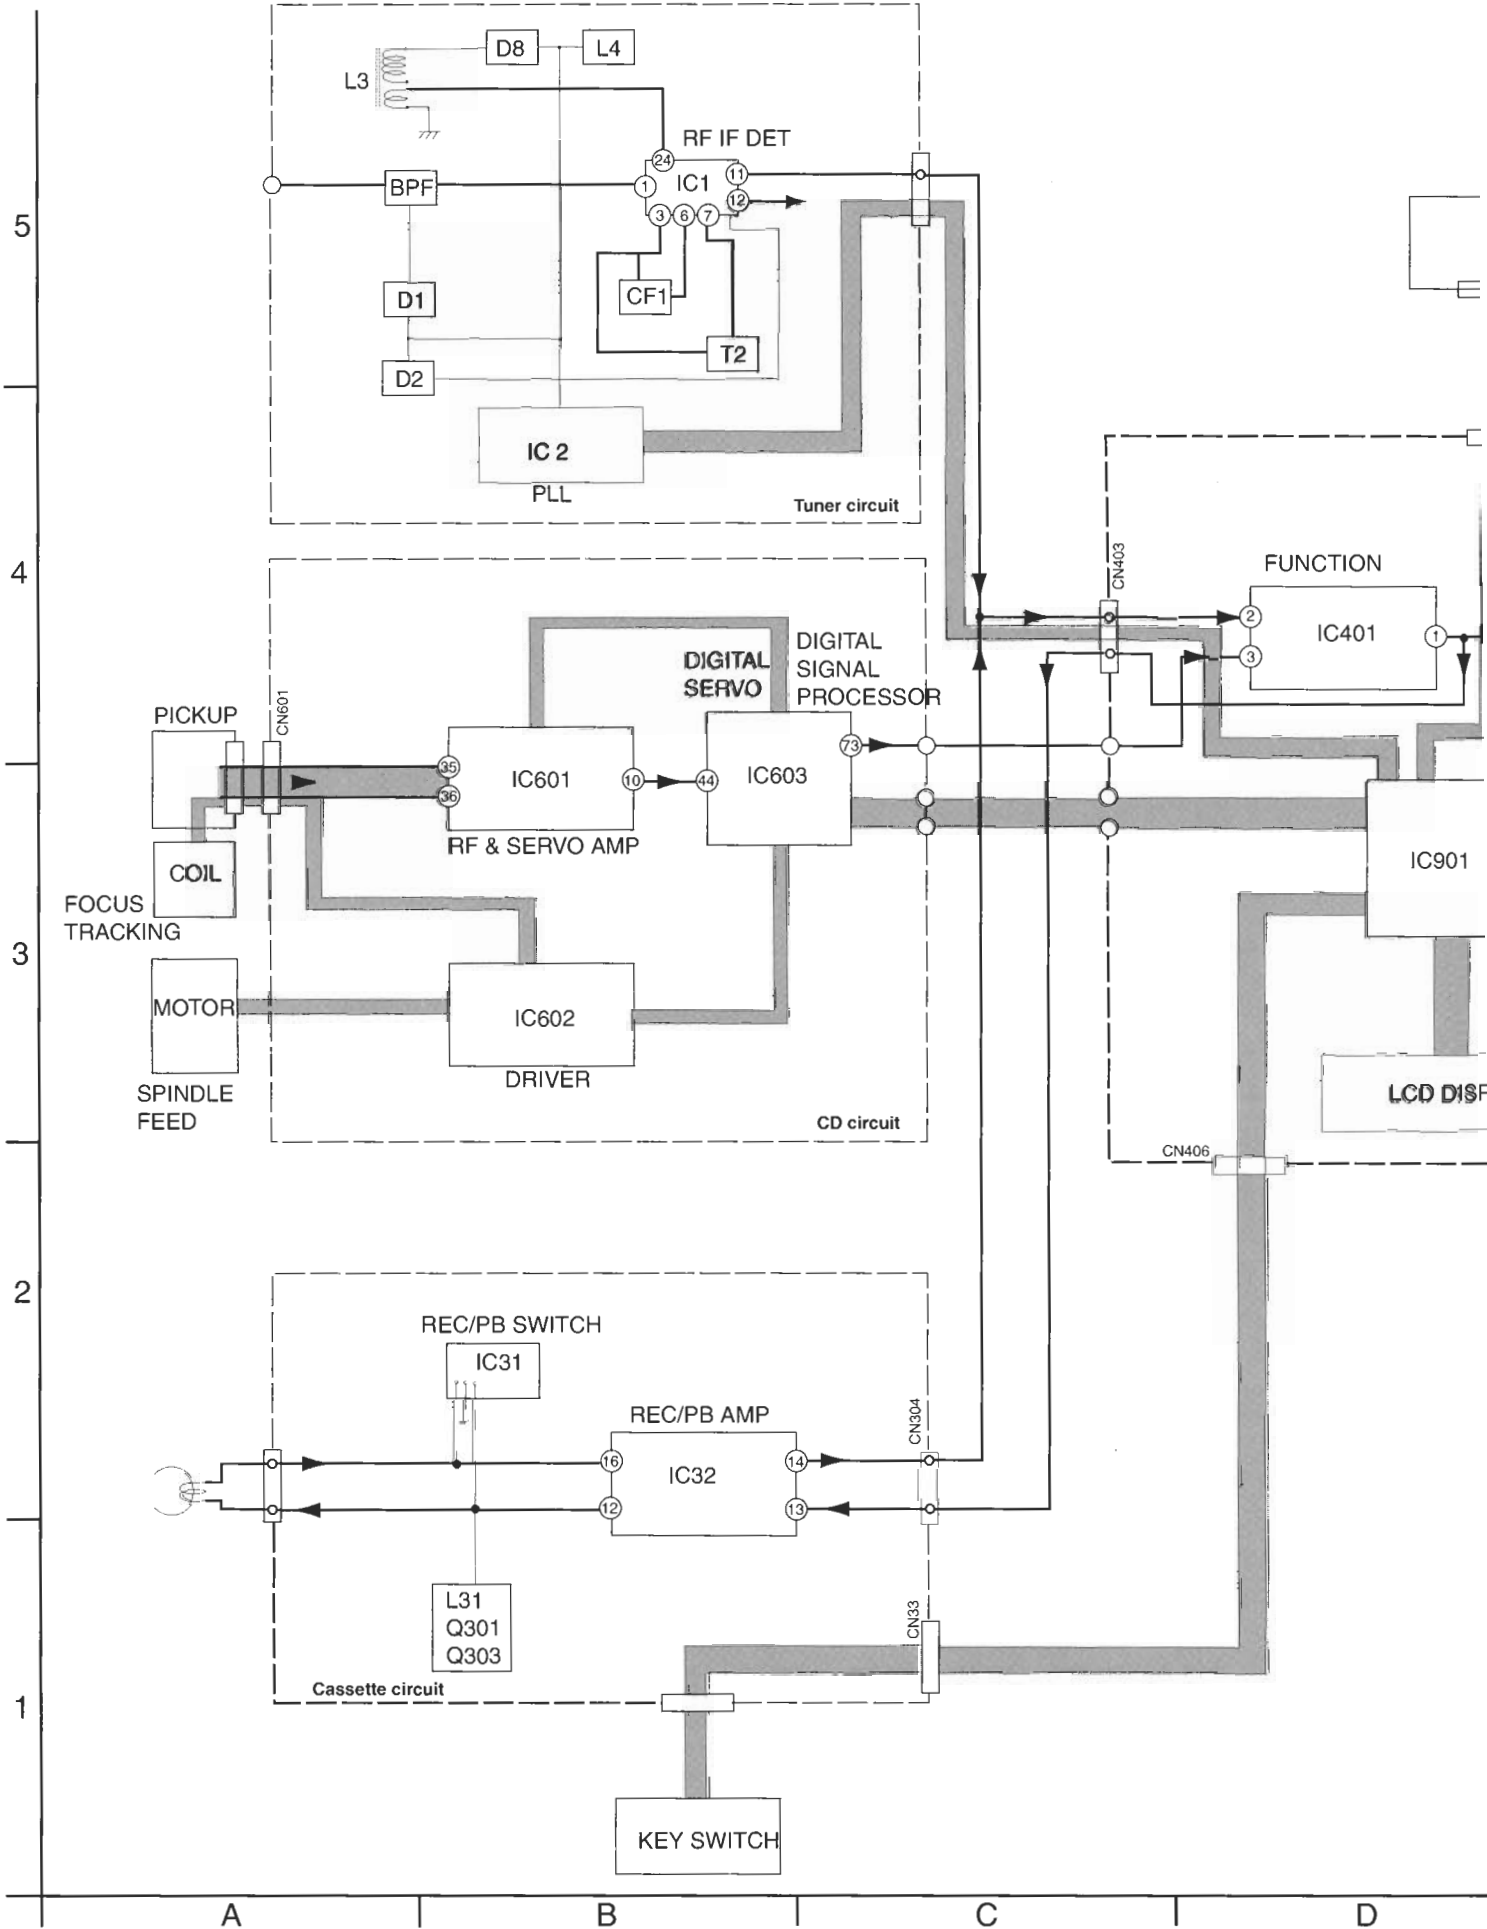 D8
L4
L3
RF IF DET
24
BPF
1
IC1
11
12
3
6
7
5
D1
CF1
T2
D2
IC 2
PLL
Tuner circuit
4
CN403
FUNCTION
2
IC401
1
3
DIGITAL
SERVO
DIGITAL
SIGNAL
PROCESSOR
PICKUP
CN601
35
36
IC601
10
44
IC603
73
RF & SERVO AMP
COIL
FOCUS
TRACKING
IC901
3
MOTOR
IC602
DRIVER
SPINDLE
FEED
CD circuit
LCD DISP
CN406
2
REC/PB SWITCH
IC31
REC/PB AMP
CN304
16
IC32
14
12
13
L31
Q301
Q303
CN33
Cassette circuit
1
KEY SWITCH
A
B
C
D